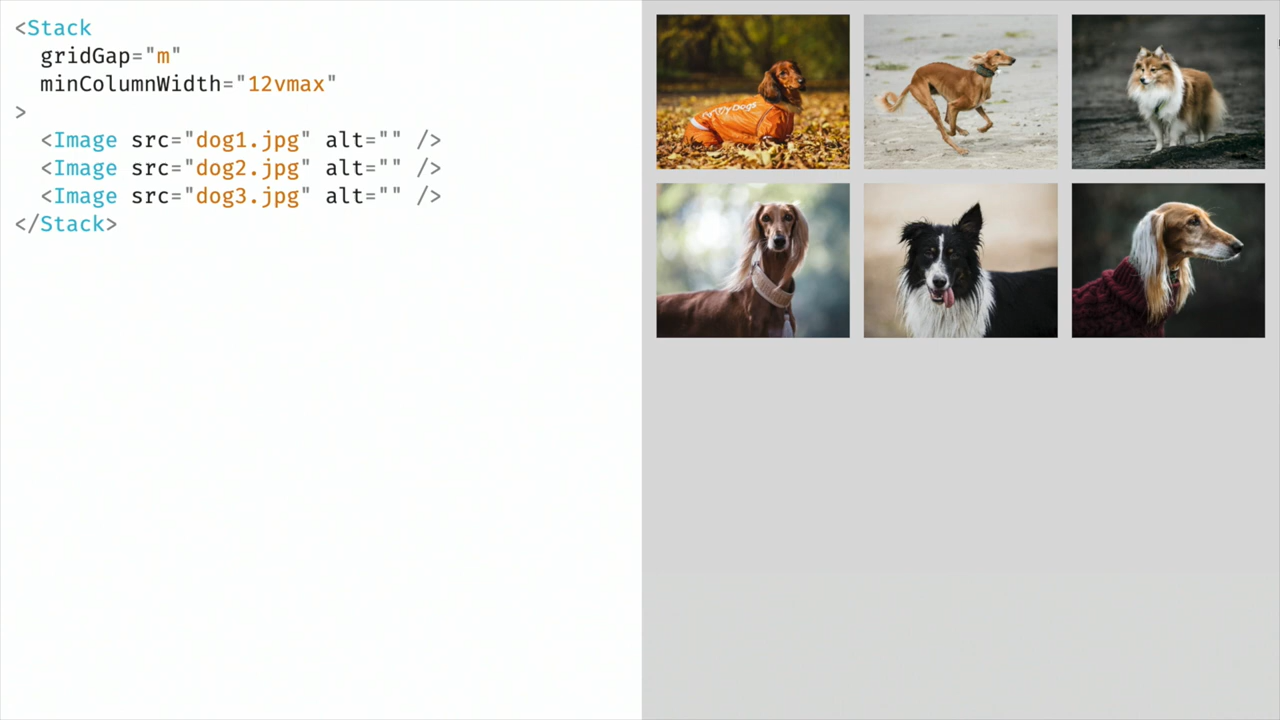 <Stack
  gridGap="m"
  minColumnWidth="12vmax"
>
  <Image src="dog1.jpg" alt="" />
  <Image src="dog2.jpg" alt="" />
  <Image src="dog3.jpg" alt="" />
</Stack>